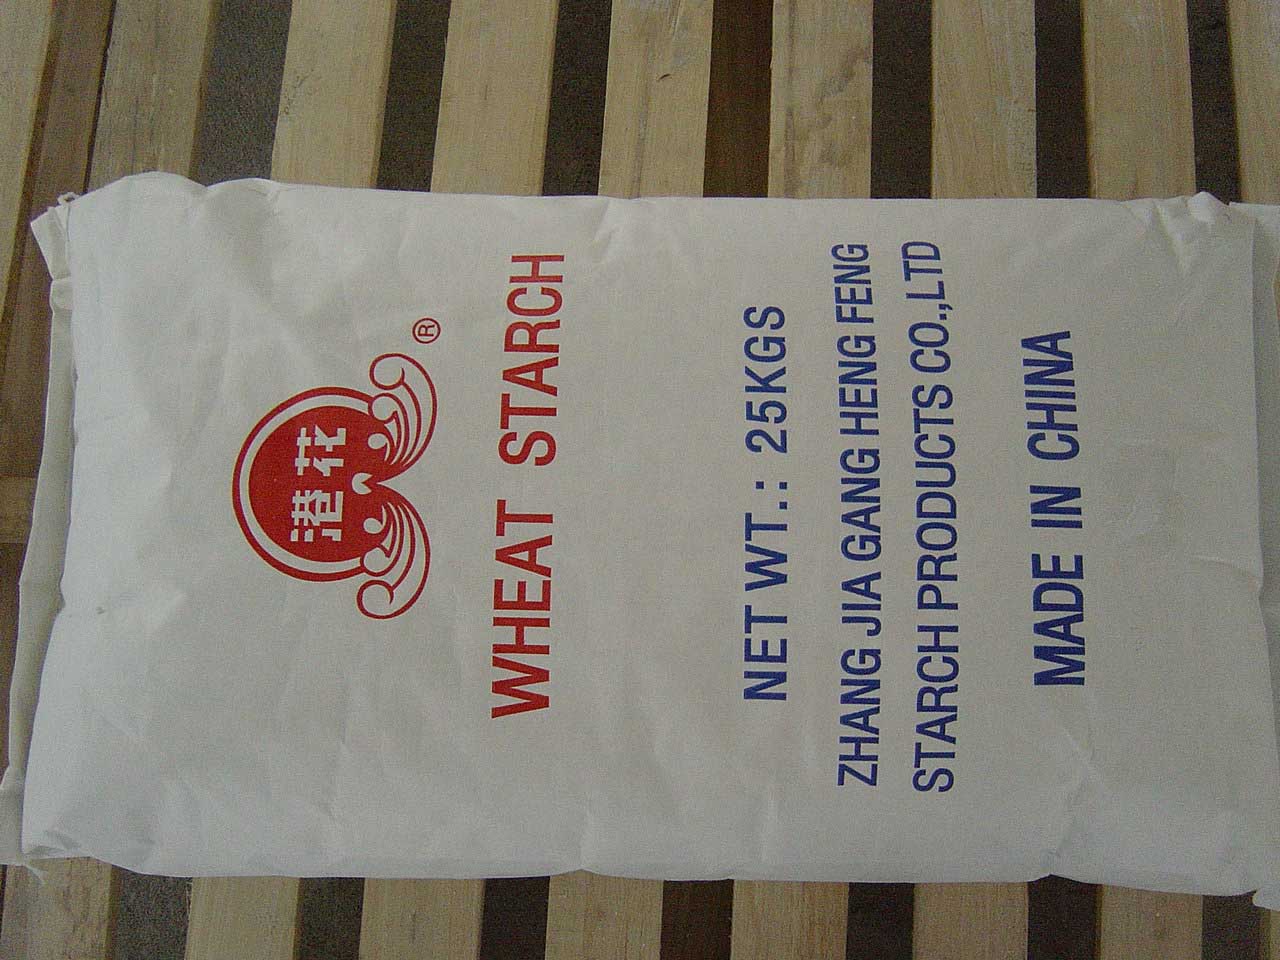 港花
®
WHEAT STARCH
NET WT.: 25KGS
ZHANG JIA GANG HENG FENG
STARCH PRODUCTS CO.,LTD
MADE IN CHINA